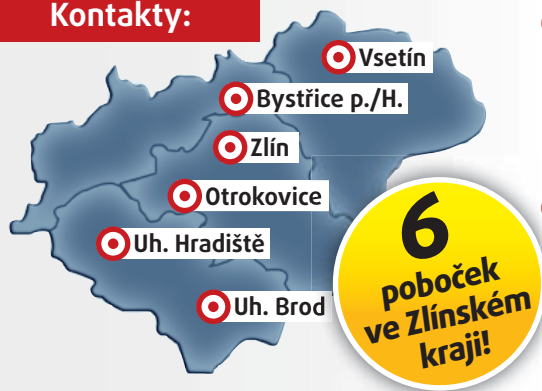 Kontakty:
Vsetín
Bystřice p./H.
Zlín
Otrokovice
Uh. Hradiště
Uh. Brod
6
poboček
ve Zlínském
kraji!